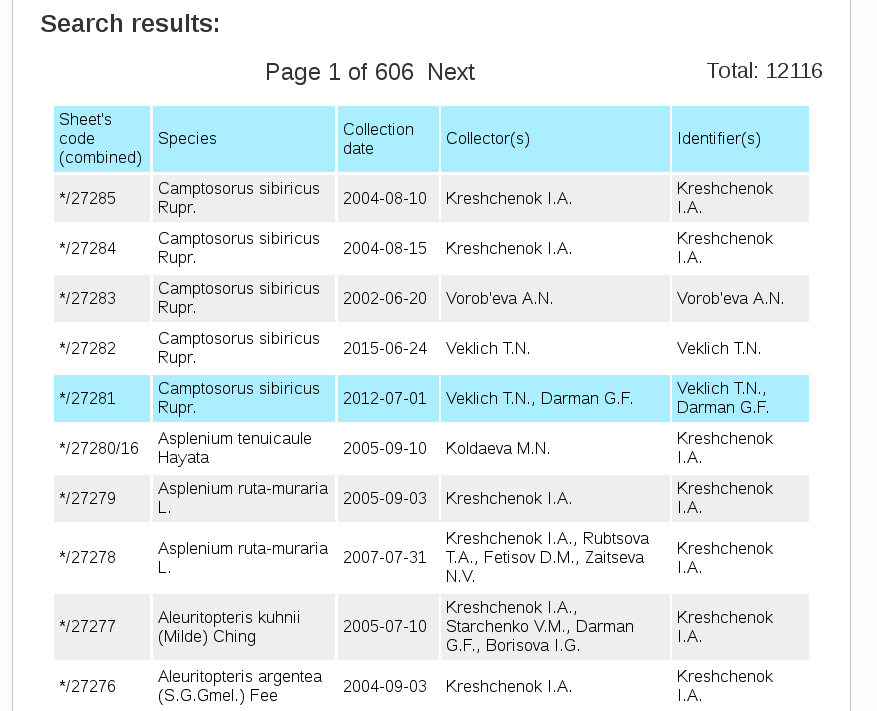 Search results:
Page 1 of 606 Next
Total: 12116
Sheet's code (combined) Species Collection date Collector(s) Identifier(s)
*/27285 Camptosorus sibiricus Rupr. 2004-08-10 Kreshchenok I.A. Kreshchenok I.A.
*/27284 Camptosorus sibiricus Rupr. 2004-08-15 Kreshchenok I.A. Kreshchenok I.A.
*/27283 Camptosorus sibiricus Rupr. 2002-06-20 Vorob'eva A.N. Vorob'eva A.N.
*/27282 Camptosorus sibiricus Rupr. 2015-06-24 Veklich T.N. Veklich T.N.
*/27281 Camptosorus sibiricus Rupr. 2012-07-01 Veklich T.N., Darman G.F. Veklich T.N., Darman G.F.
*/27280/16 Asplenium tenuicaule Hayata 2005-09-10 Koldaeva M.N. Kreshchenok I.A.
*/27279 Asplenium ruta-muraria L. 2005-09-03 Kreshchenok I.A. Kreshchenok I.A.
*/27278 Asplenium ruta-muraria L. 2007-07-31 Kreshchenok I.A., Rubtsova T.A., Fetisov D.M., Zaitseva N.V. Kreshchenok I.A.
*/27277 Aleuritopteris kuhnii (Milde) Ching 2005-07-10 Kreshchenok I.A., Starchenko V.M., Darman G.F., Borisova I.G. Kreshchenok I.A.
*/27276 Aleuritopteris argentea (S.G.Gmel.) Fee 2004-09-03 Kreshchenok I.A. Kreshchenok I.A.